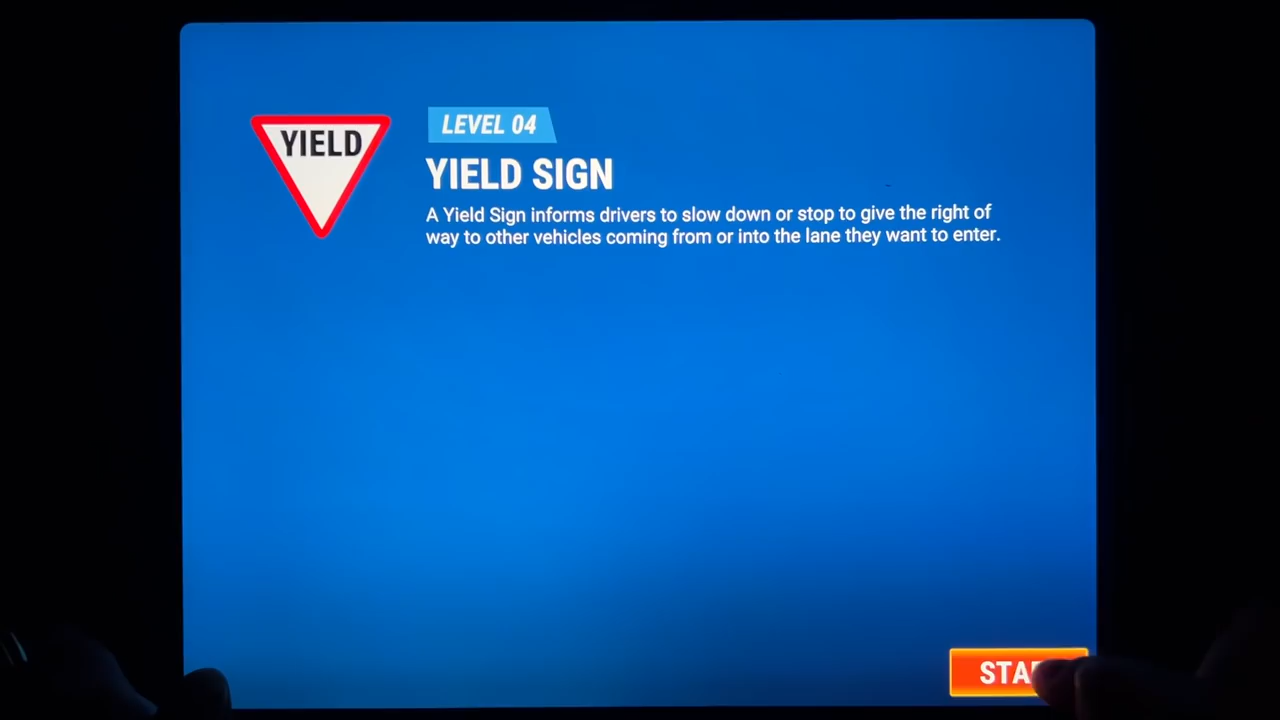 YIELD
LEVEL 04
YIELD SIGN
A Yield Sign informs drivers to slow down or stop to give the right of
way to other vehicles coming from or into the lane they want to enter.
STA